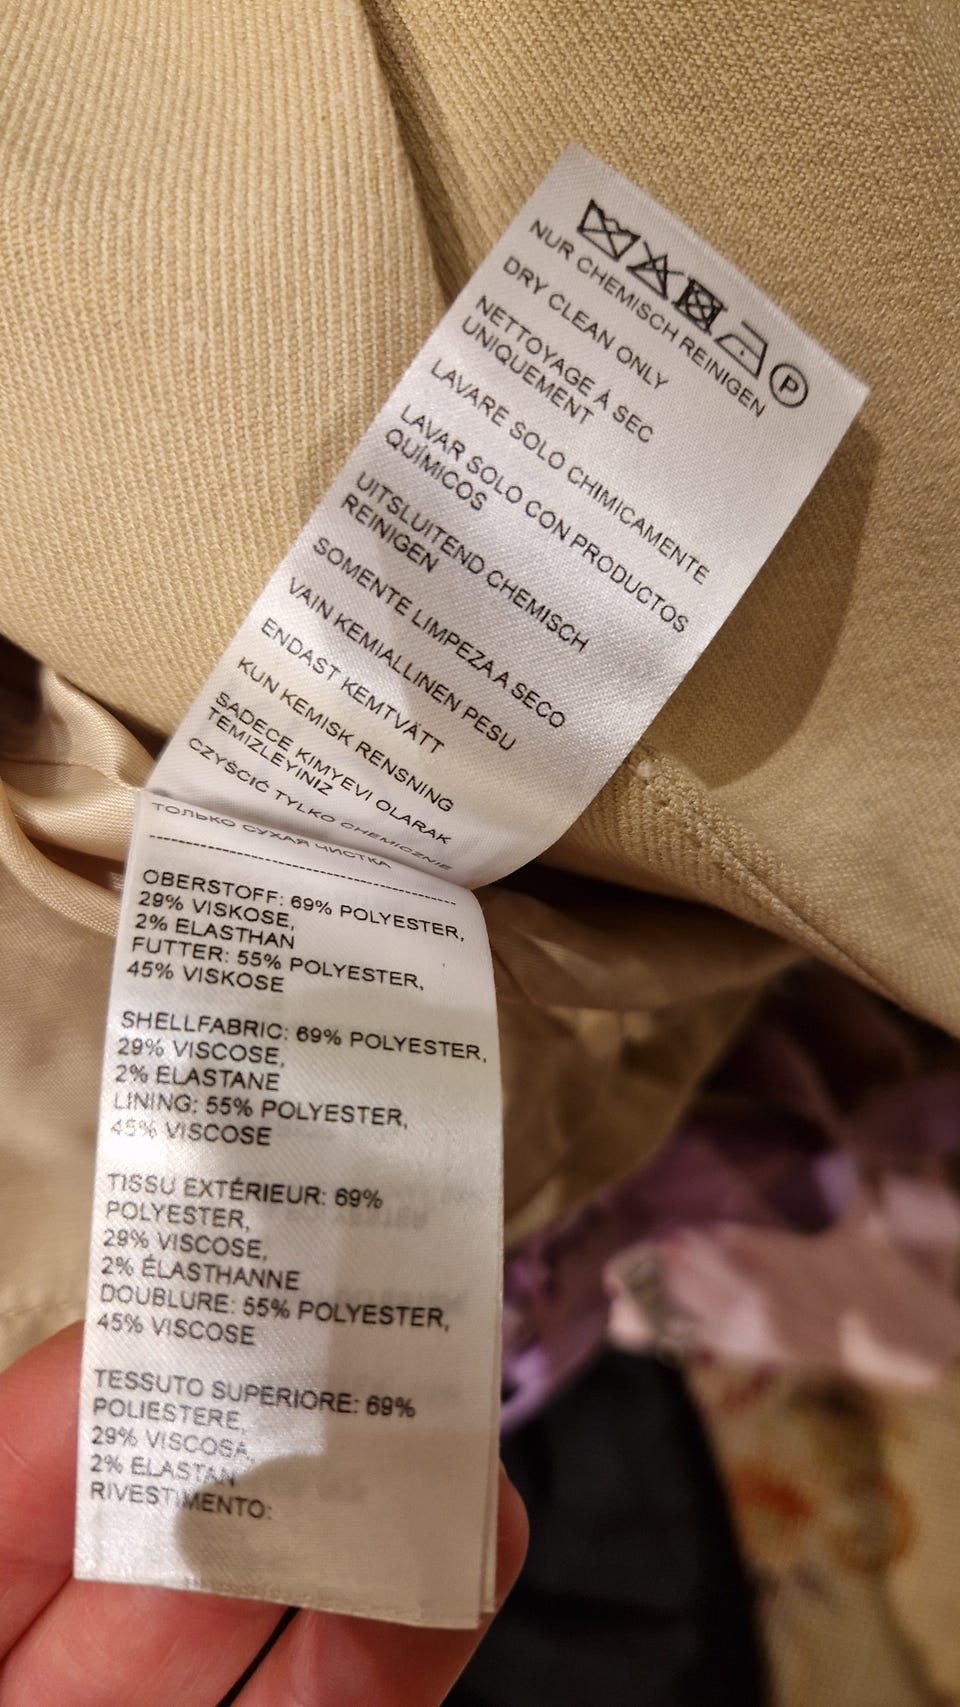 P
NUR CHEMISCH REINIGEN
DRY CLEAN ONLY
NETTOYAGE À SEC
UNIQUEMENT
LAVARE SOLO CHIMICAMENTE
LAVAR SOLO CON PRODUCTOS
QUÍMICOS
UITSLUITEND CHEMISCH
REINIGEN
SOMENTE LIMPEZA A SECO
VAIN KEMIALLINEN PESU
ENDAST KEMTVÄTT
KUN KEMISK RENSNING
SADECE KIMYEVI OLARAK
TEMIZLEYINIZ
CZYŚCIĆ TYLKO CHEMICZNIE
ТОЛЬКО СУХАЯ ЧИСТКА
OBERSTOFF: 69% POLYESTER,
29% VISKOSE,
2% ELASTHAN
FUTTER: 55% POLYESTER,
45% VISKOSE
SHELLFABRIC: 69% POLYESTER,
29% VISCOSE,
2% ELASTANE
LINING: 55% POLYESTER,
45% VISCOSE
TISSU EXTÉRIEUR: 69%
POLYESTER,
29% VISCOSE,
2% ÉLASTHANNE
DOUBLURE: 55% POLYESTER,
45% VISCOSE
TESSUTO SUPERIORE: 69%
POLIESTERE,
29% VISCOSA,
2% ELASTAN
RIVESTIMENTO: